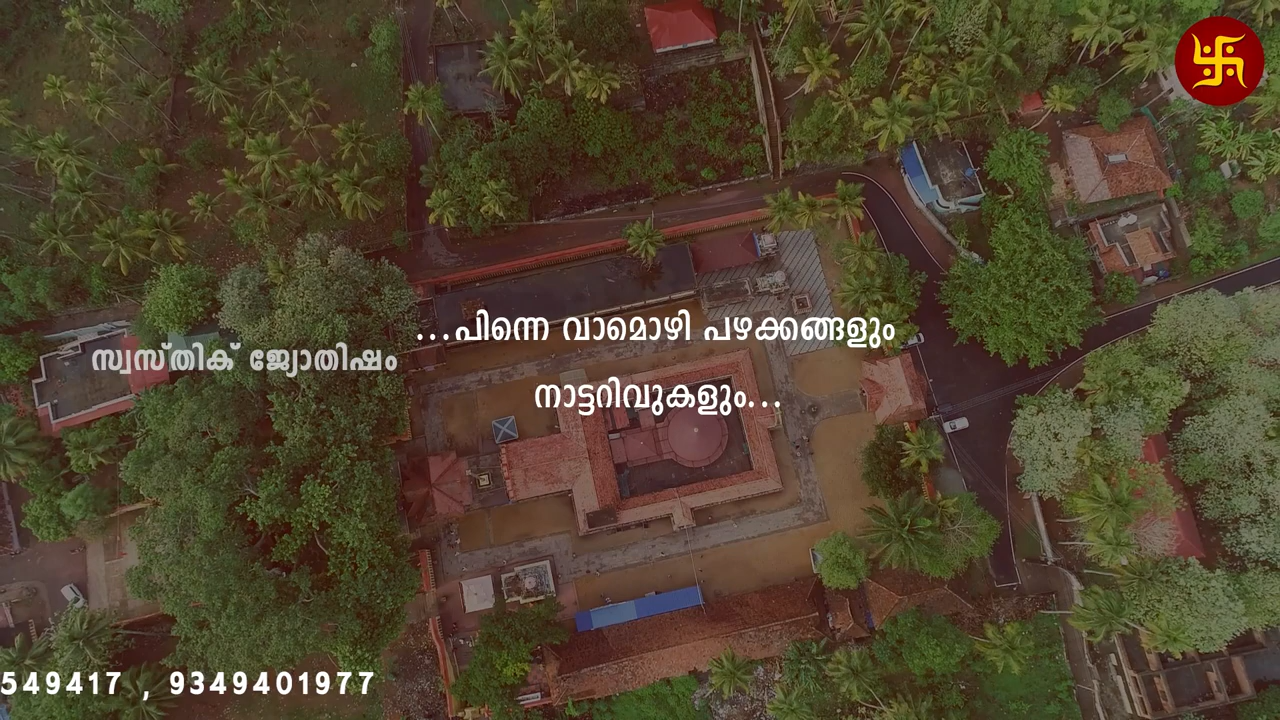 ...പിന്നെ വാമൊഴി പഴക്കങ്ങളും
നാട്ടറിവുകളും...
സ്വസ്തിക് ജ്യോതിഷം
549417 , 9349401977